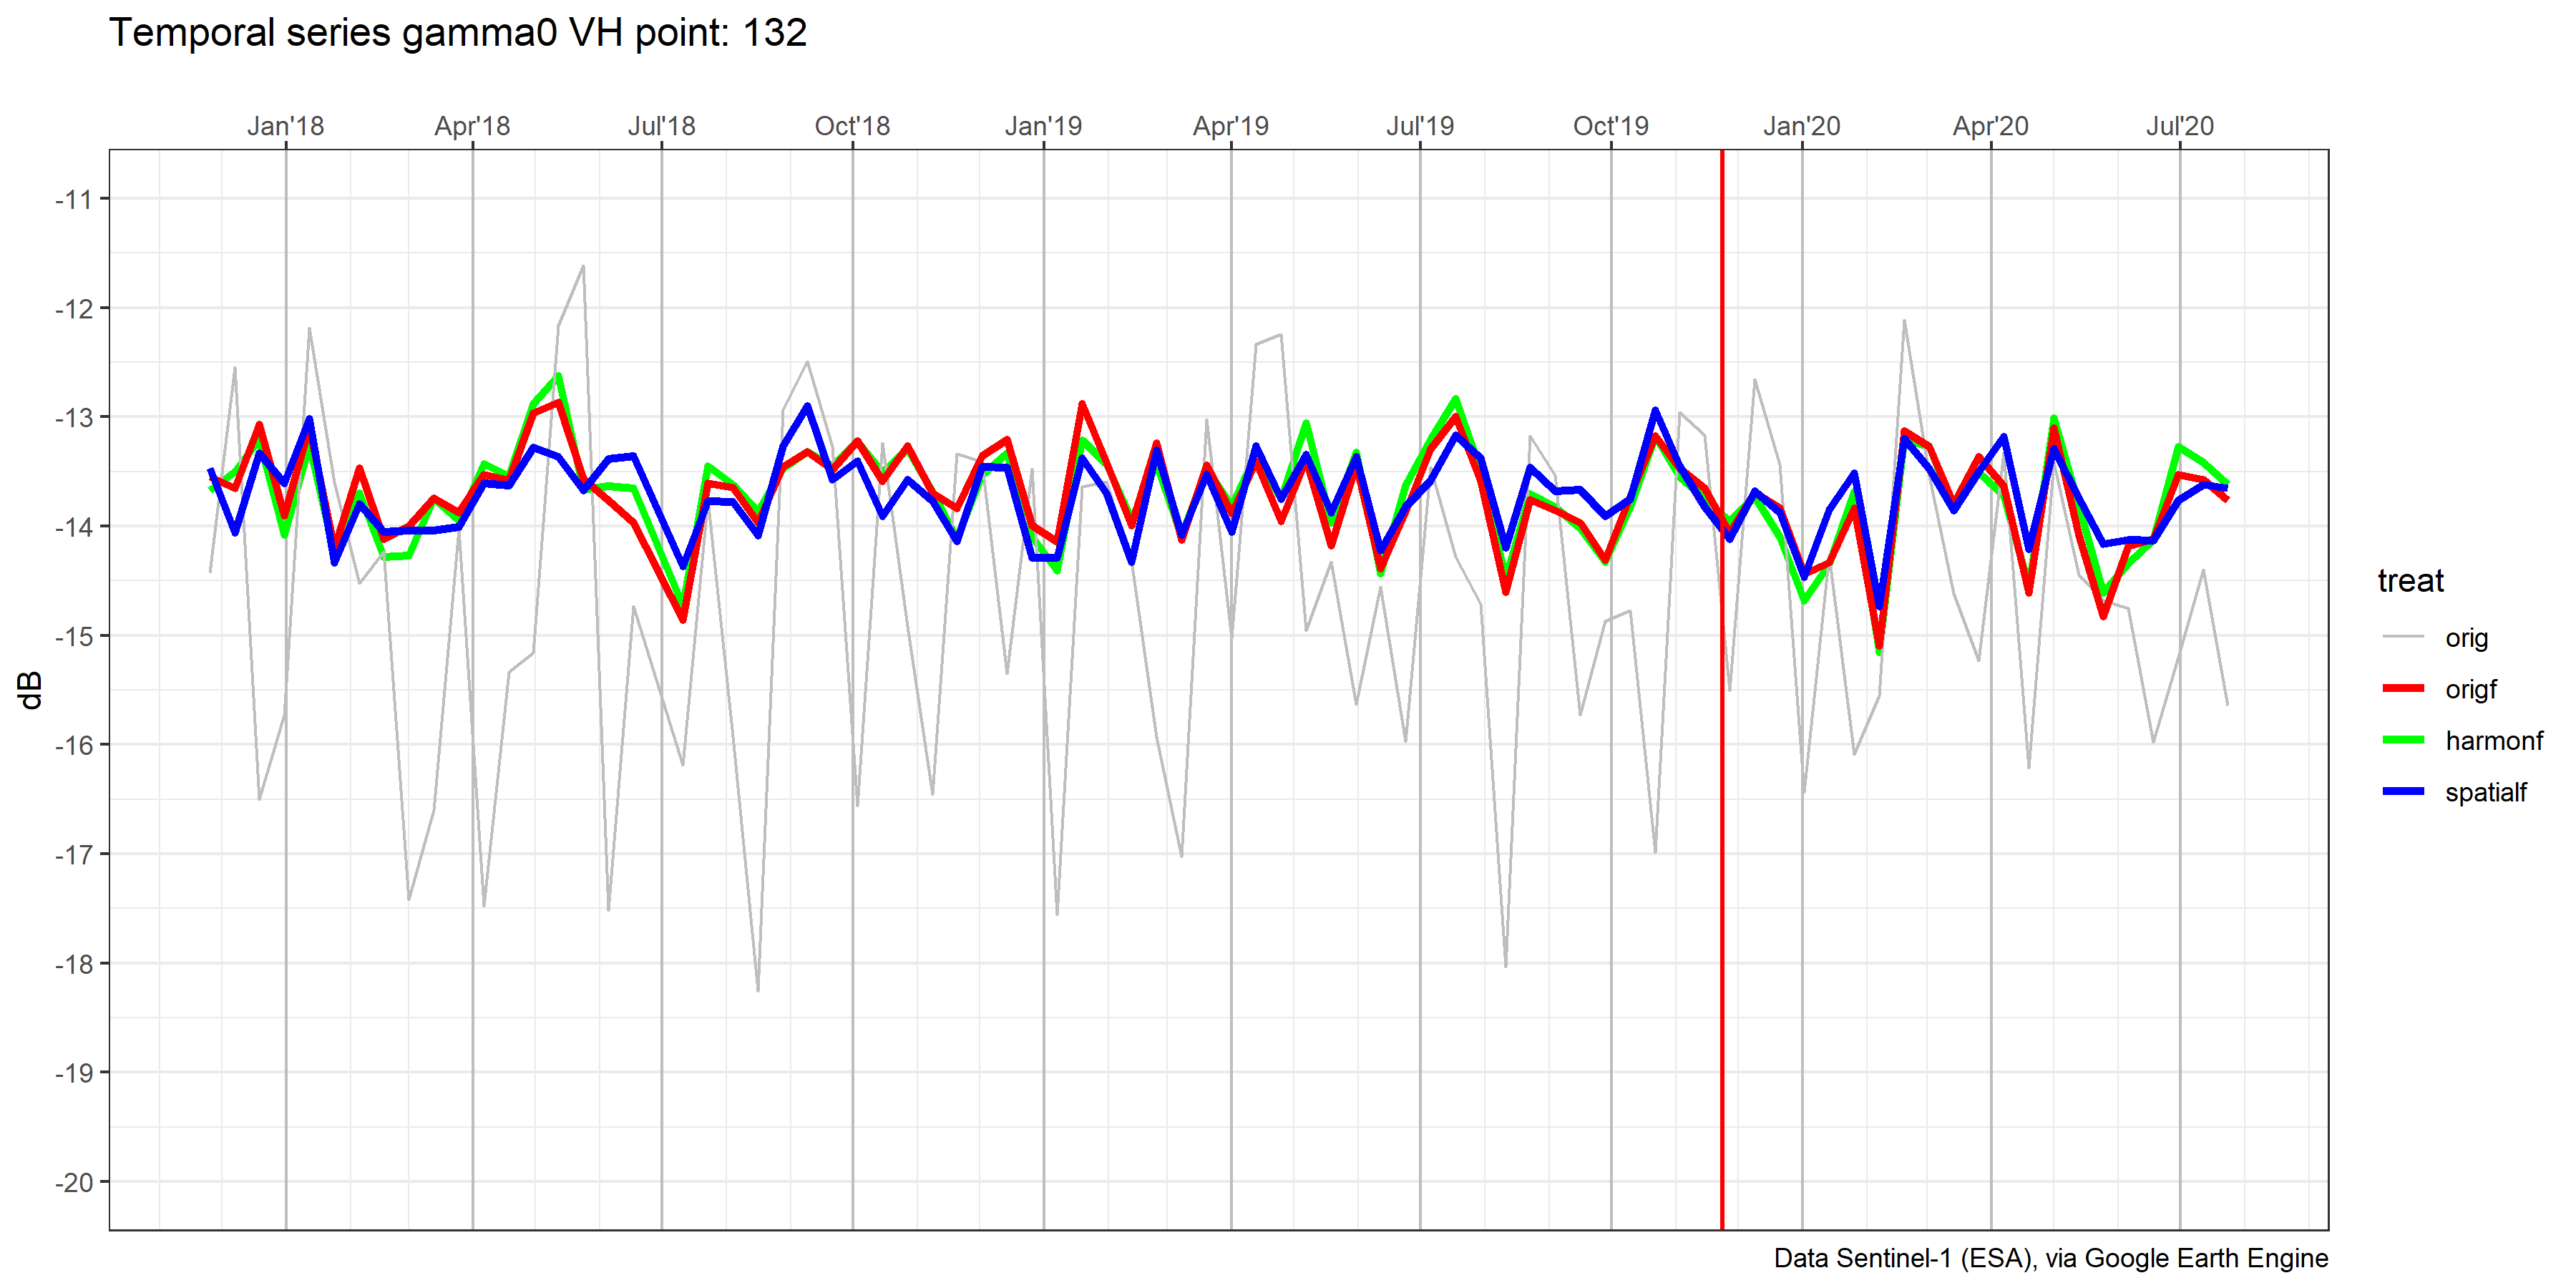 Temporal series gamma0 VH point: 132
Jan'18 Apr'18 Jul'18 Oct'18 Jan'19 Apr'19 Jul'19 Oct'19 Jan'20 Apr'20 Jul'20
-11
-12
-13
-14
-15
-16
-17
-18
-19
-20
dB
treat
orig
origf
harmonf
spatialf
Data Sentinel-1 (ESA), via Google Earth Engine